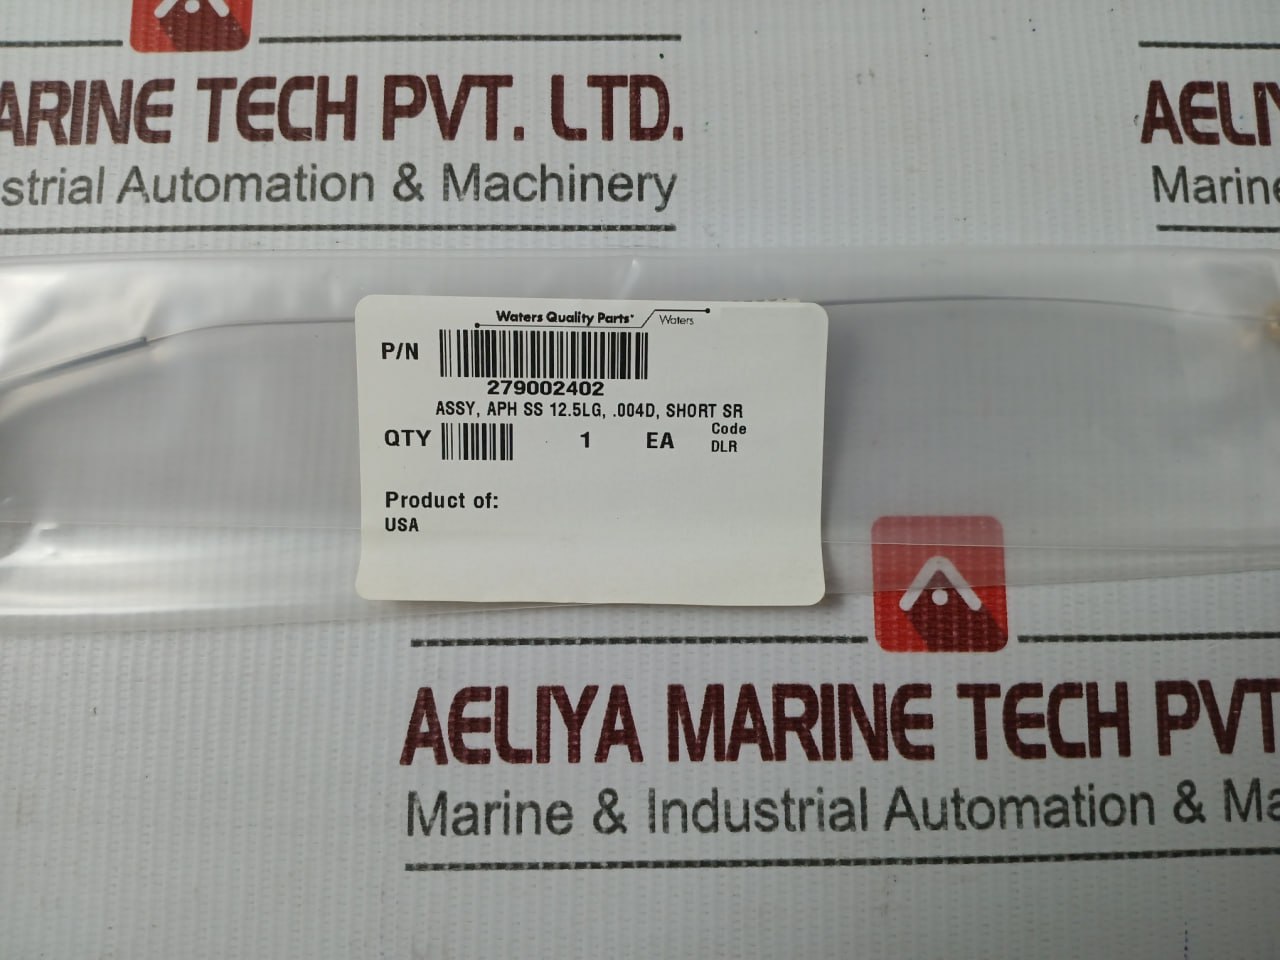 ARINE TECH PVT. LTD.
strial Automation & Machinery
AELIY
Marine
Waters Quality Parts
Waters
P/N
279002402
ASSY, APH SS 12.5LG, .004D, SHORT SR
QTY 1 EA Code
DLR
Product of:
USA
AELIYA MARINE TECH PVT
Marine & Industrial Automation & Ma